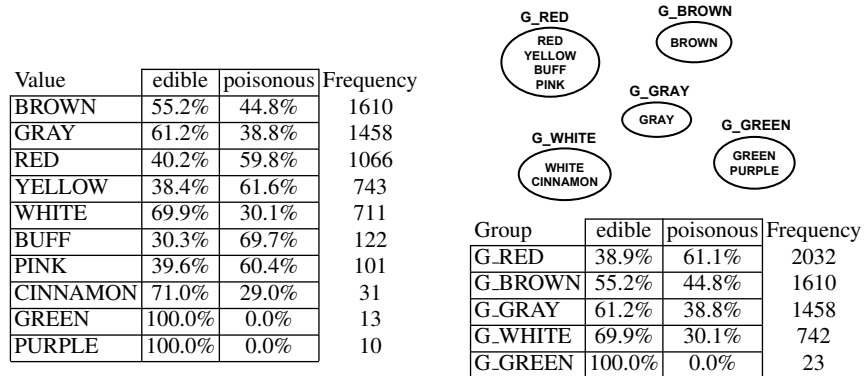 Value edible poisonous Frequency
BROWN 55.2% 44.8% 1610
GRAY 61.2% 38.8% 1458
RED 40.2% 59.8% 1066
YELLOW 38.4% 61.6% 743
WHITE 69.9% 30.1% 711
BUFF 30.3% 69.7% 122
PINK 39.6% 60.4% 101
CINNAMON 71.0% 29.0% 31
GREEN 100.0% 0.0% 13
PURPLE 100.0% 0.0% 10
G_RED
RED
YELLOW
BUFF
PINK
G_BROWN
BROWN
G_GRAY
GRAY
G_WHITE
WHITE
CINNAMON
G_GREEN
GREEN
PURPLE
Group edible poisonous Frequency
G_RED 38.9% 61.1% 2032
G_BROWN 55.2% 44.8% 1610
G_GRAY 61.2% 38.8% 1458
G_WHITE 69.9% 30.1% 742
G_GREEN 100.0% 0.0% 23